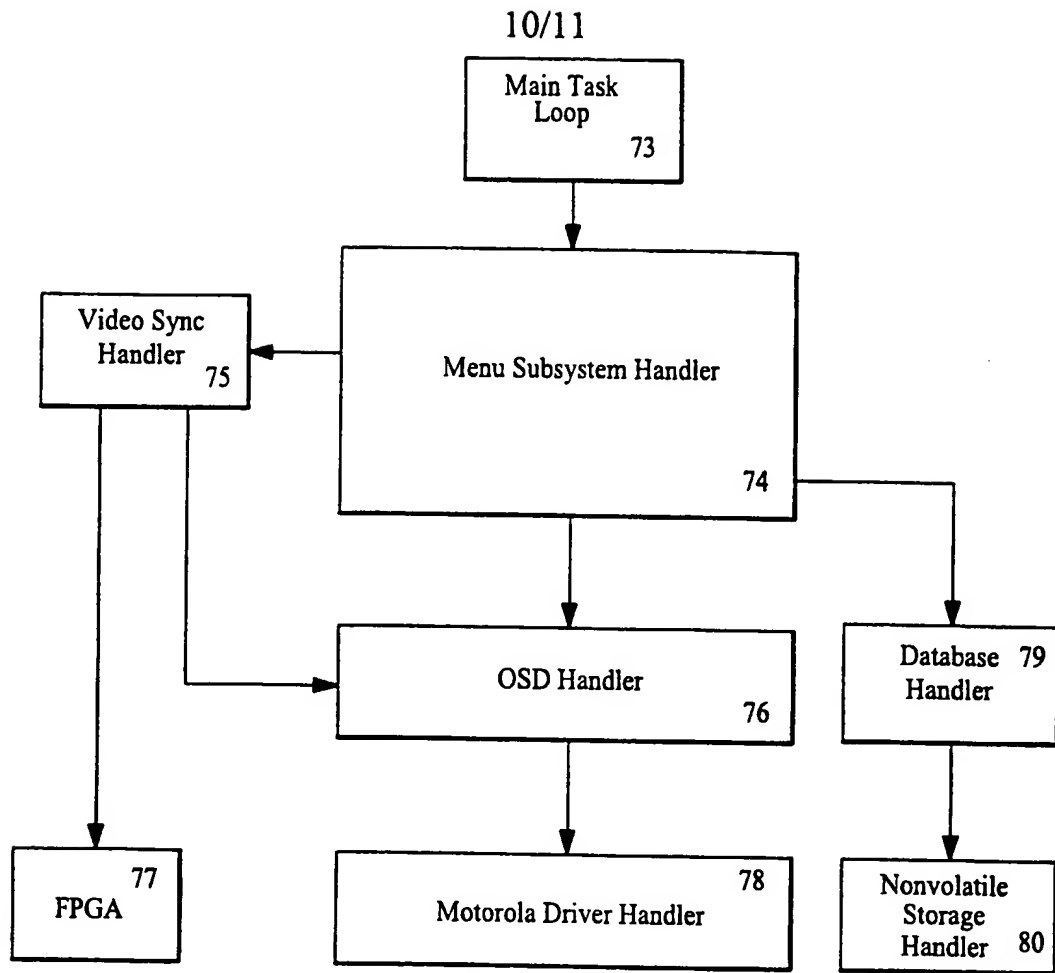 10/11
Main Task
Loop
73
Video Sync
Handler
75
Menu Subsystem Handler
74
OSD Handler
76
Database 79
Handler
77
FPGA
78
Motorola Driver Handler
Nonvolatile
Storage
Handler 80